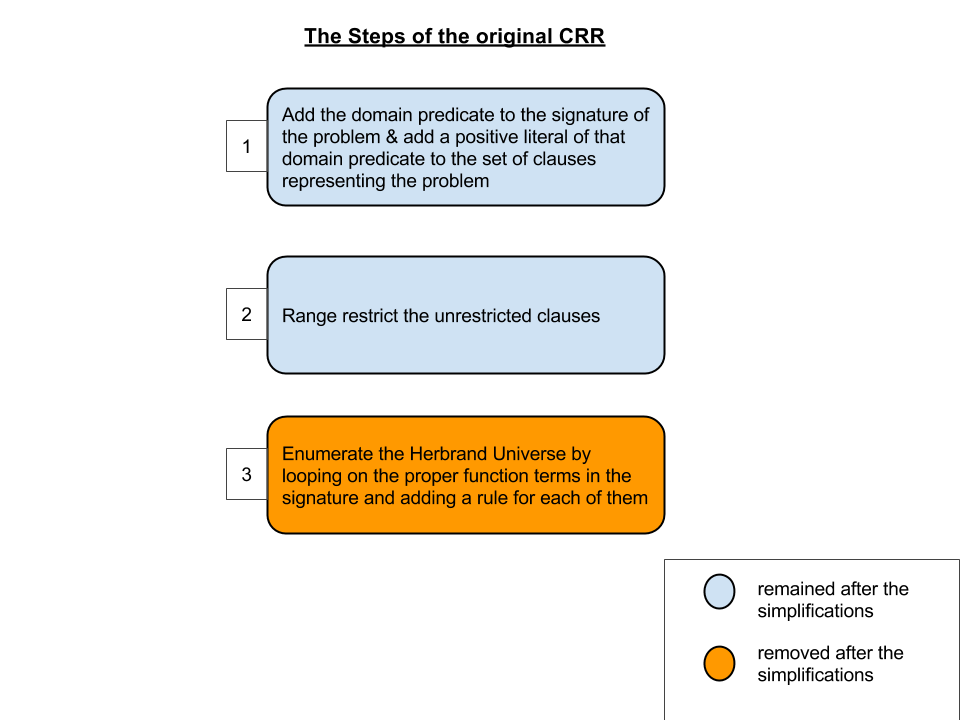 The Steps of the original CRR
1
Add the domain predicate to the signature of
the problem & add a positive literal of that
domain predicate to the set of clauses
representing the problem
2
Range restrict the unrestricted clauses
3
Enumerate the Herbrand Universe by
looping on the proper function terms in the
signature and adding a rule for each of them
remained after the
simplifications
removed after the
simplifications